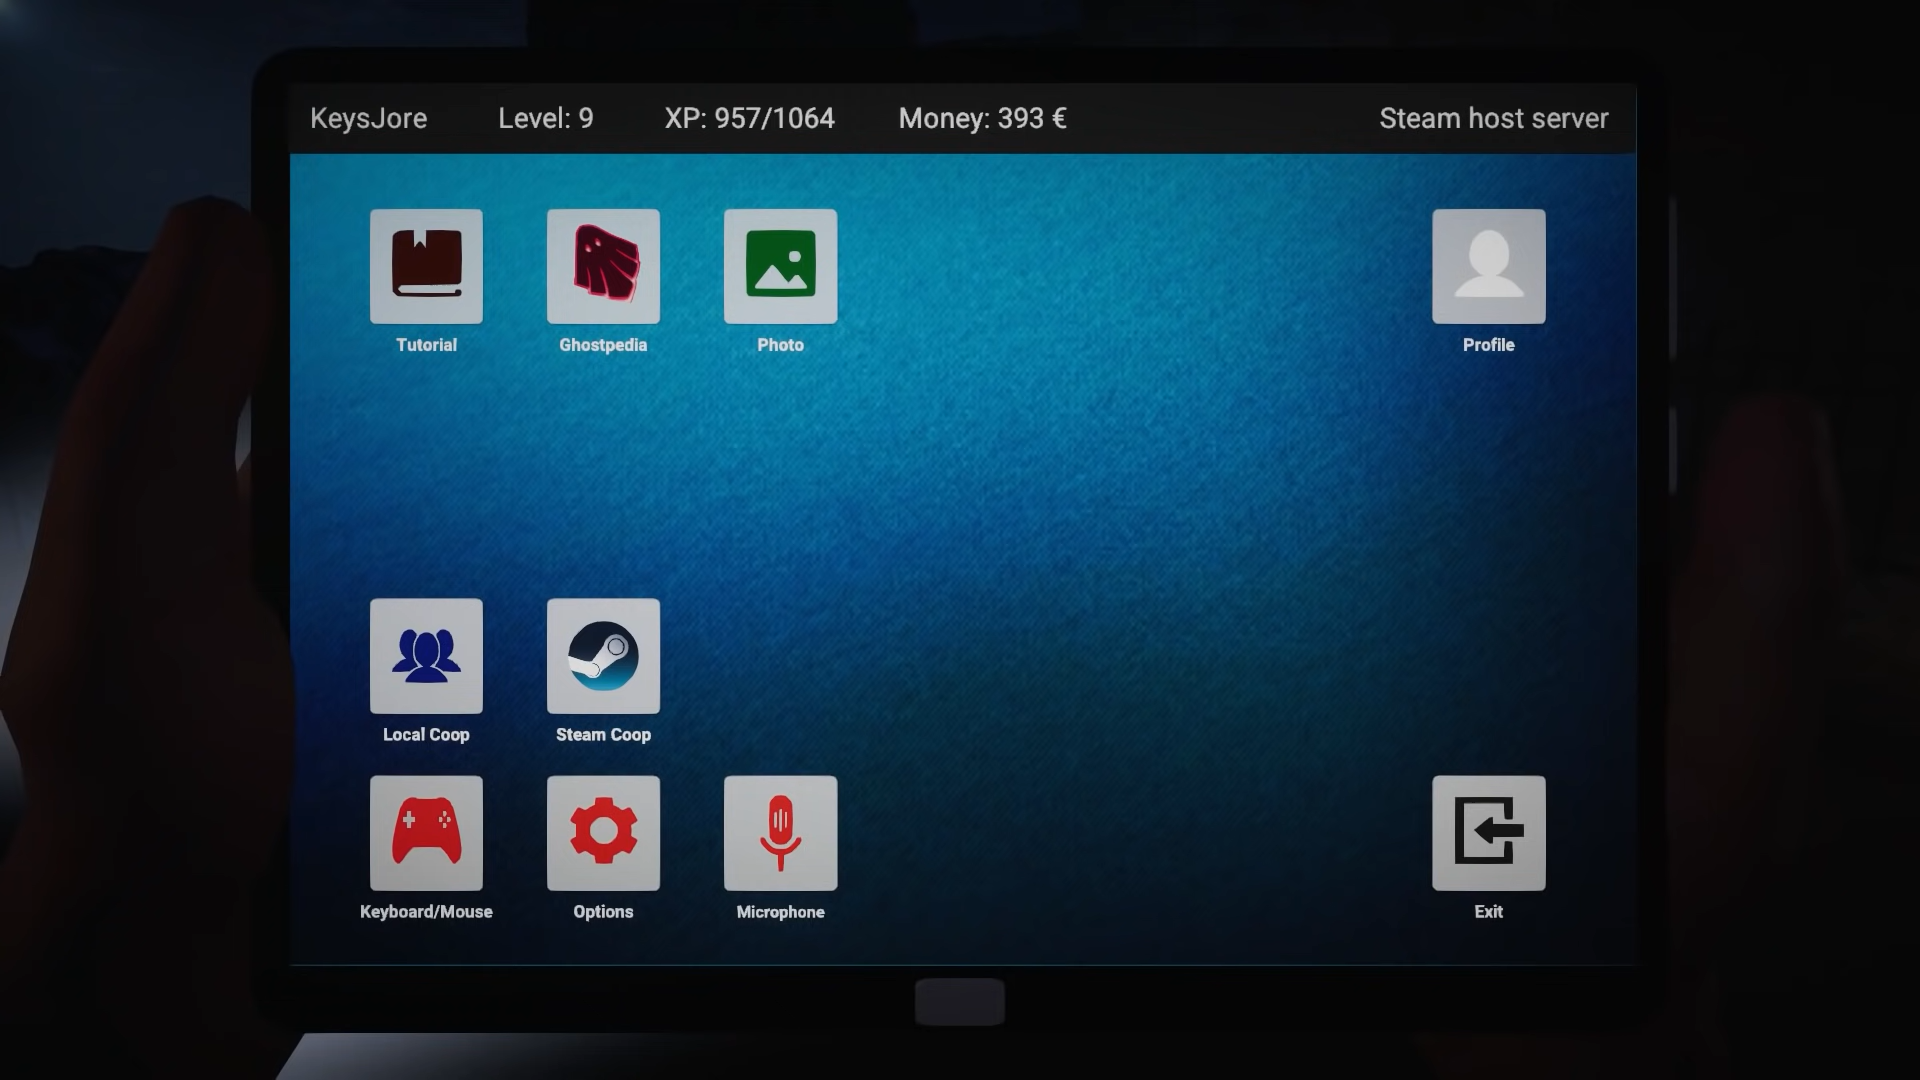 KeysJore Level: 9 XP: 957/1064 Money: 393 € Steam host server
Tutorial Ghostpedia Photo Profile
Local Coop Steam Coop
Keyboard/Mouse Options Microphone Exit